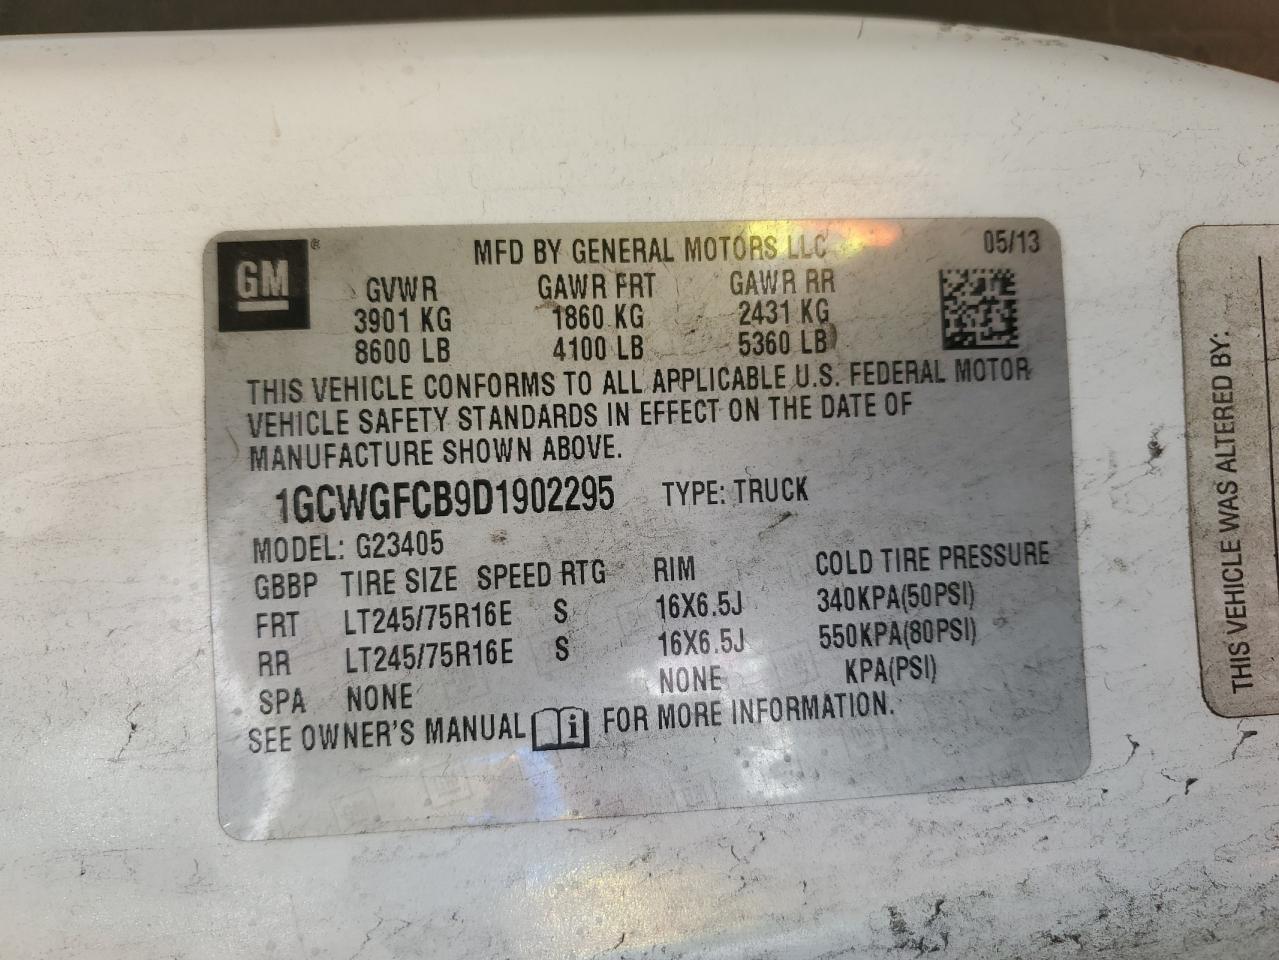 GM®
MFD BY GENERAL MOTORS LLC 05/13
GVWR GAWR FRT GAWR RR
3901 KG 1860 KG 2431 KG
8600 LB 4100 LB 5360 LB
THIS VEHICLE CONFORMS TO ALL APPLICABLE U.S. FEDERAL MOTOR
VEHICLE SAFETY STANDARDS IN EFFECT ON THE DATE OF
MANUFACTURE SHOWN ABOVE.
1GCWGFCB9D1902295 TYPE: TRUCK
MODEL: G23405
GBBP TIRE SIZE SPEED RTG RIM COLD TIRE PRESSURE
FRT LT245/75R16E S 16X6.5J 340KPA(50PSI)
RR LT245/75R16E S 16X6.5J 550KPA(80PSI)
SPA NONE NONE KPA(PSI)
SEE OWNER'S MANUAL i FOR MORE INFORMATION.
THIS VEHICLE WAS ALTERED BY: